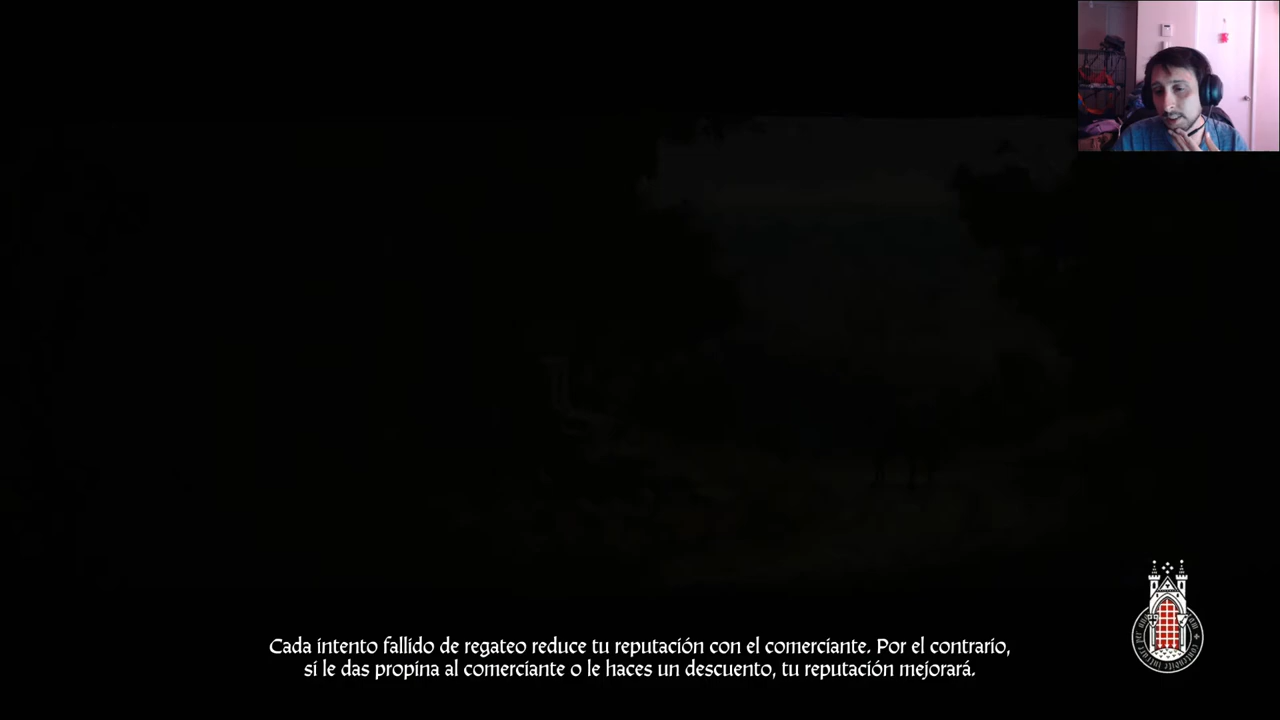 Cada intento fallido de regateo reduce tu reputación con el comerciante. Por el contrario,
si le das propina al comerciante o le haces un descuento, tu reputación mejorará.